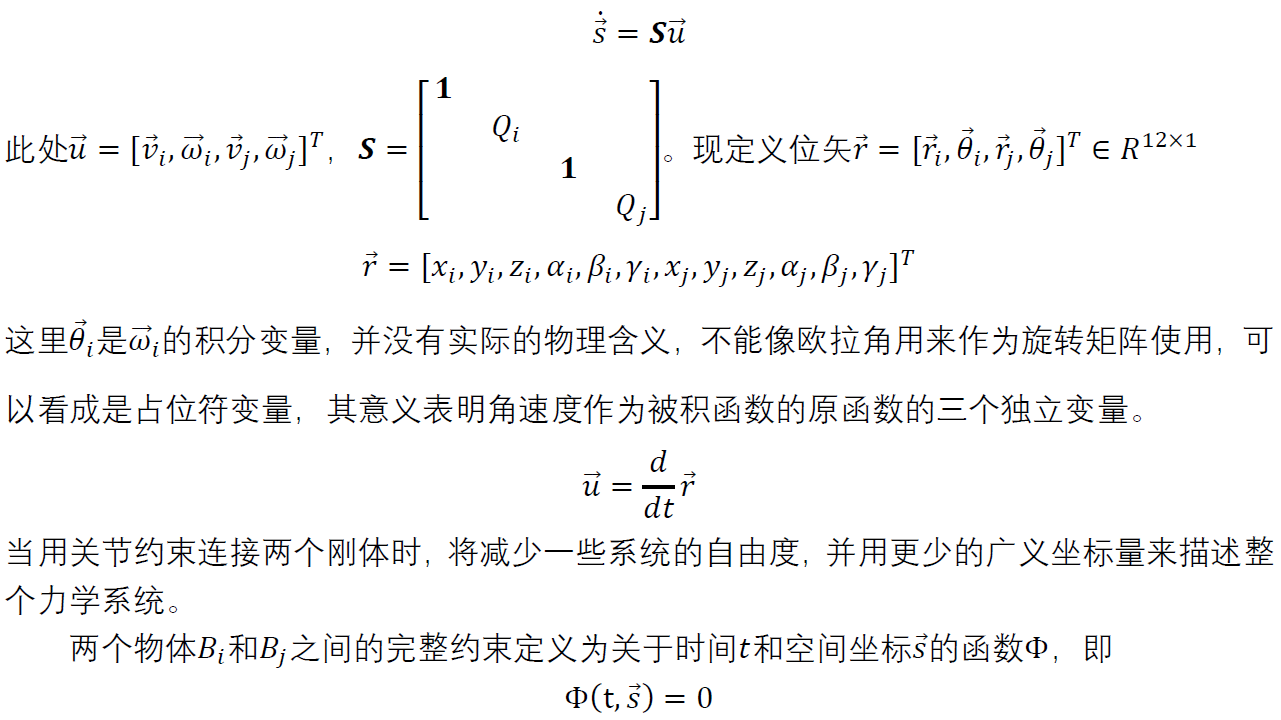 $\dot{\vec{s}} = \boldsymbol{S}\vec{u}$
此处$\vec{u} = [\vec{v}_i, \vec{\omega}_i, \vec{v}_j, \vec{\omega}_j]^T$，$\boldsymbol{S} = \begin{bmatrix} \mathbf{1} & & & \\ & Q_i & & \\ & & \mathbf{1} & \\ & & & Q_j \end{bmatrix}$。现定义位矢$\vec{r} = [\vec{r}_i, \vec{\theta}_i, \vec{r}_j, \vec{\theta}_j]^T \in R^{12 \times 1}$
$\vec{r} = [x_i, y_i, z_i, \alpha_i, \beta_i, \gamma_i, x_j, y_j, z_j, \alpha_j, \beta_j, \gamma_j]^T$
这里$\vec{\theta}_i$是$\vec{\omega}_i$的积分变量，并没有实际的物理含义，不能像欧拉角用来作为旋转矩阵使用，可
以看成是占位符变量，其意义表明角速度作为被积函数的原函数的三个独立变量。
$\vec{u} = \frac{d}{dt}\vec{r}$
当用关节约束连接两个刚体时，将减少一些系统的自由度，并用更少的广义坐标量来描述整
个力学系统。
两个物体$B_i$和$B_j$之间的完整约束定义为关于时间$t$和空间坐标$\vec{s}$的函数Φ，即
$\Phi(\mathrm{t}, \vec{s}) = 0$